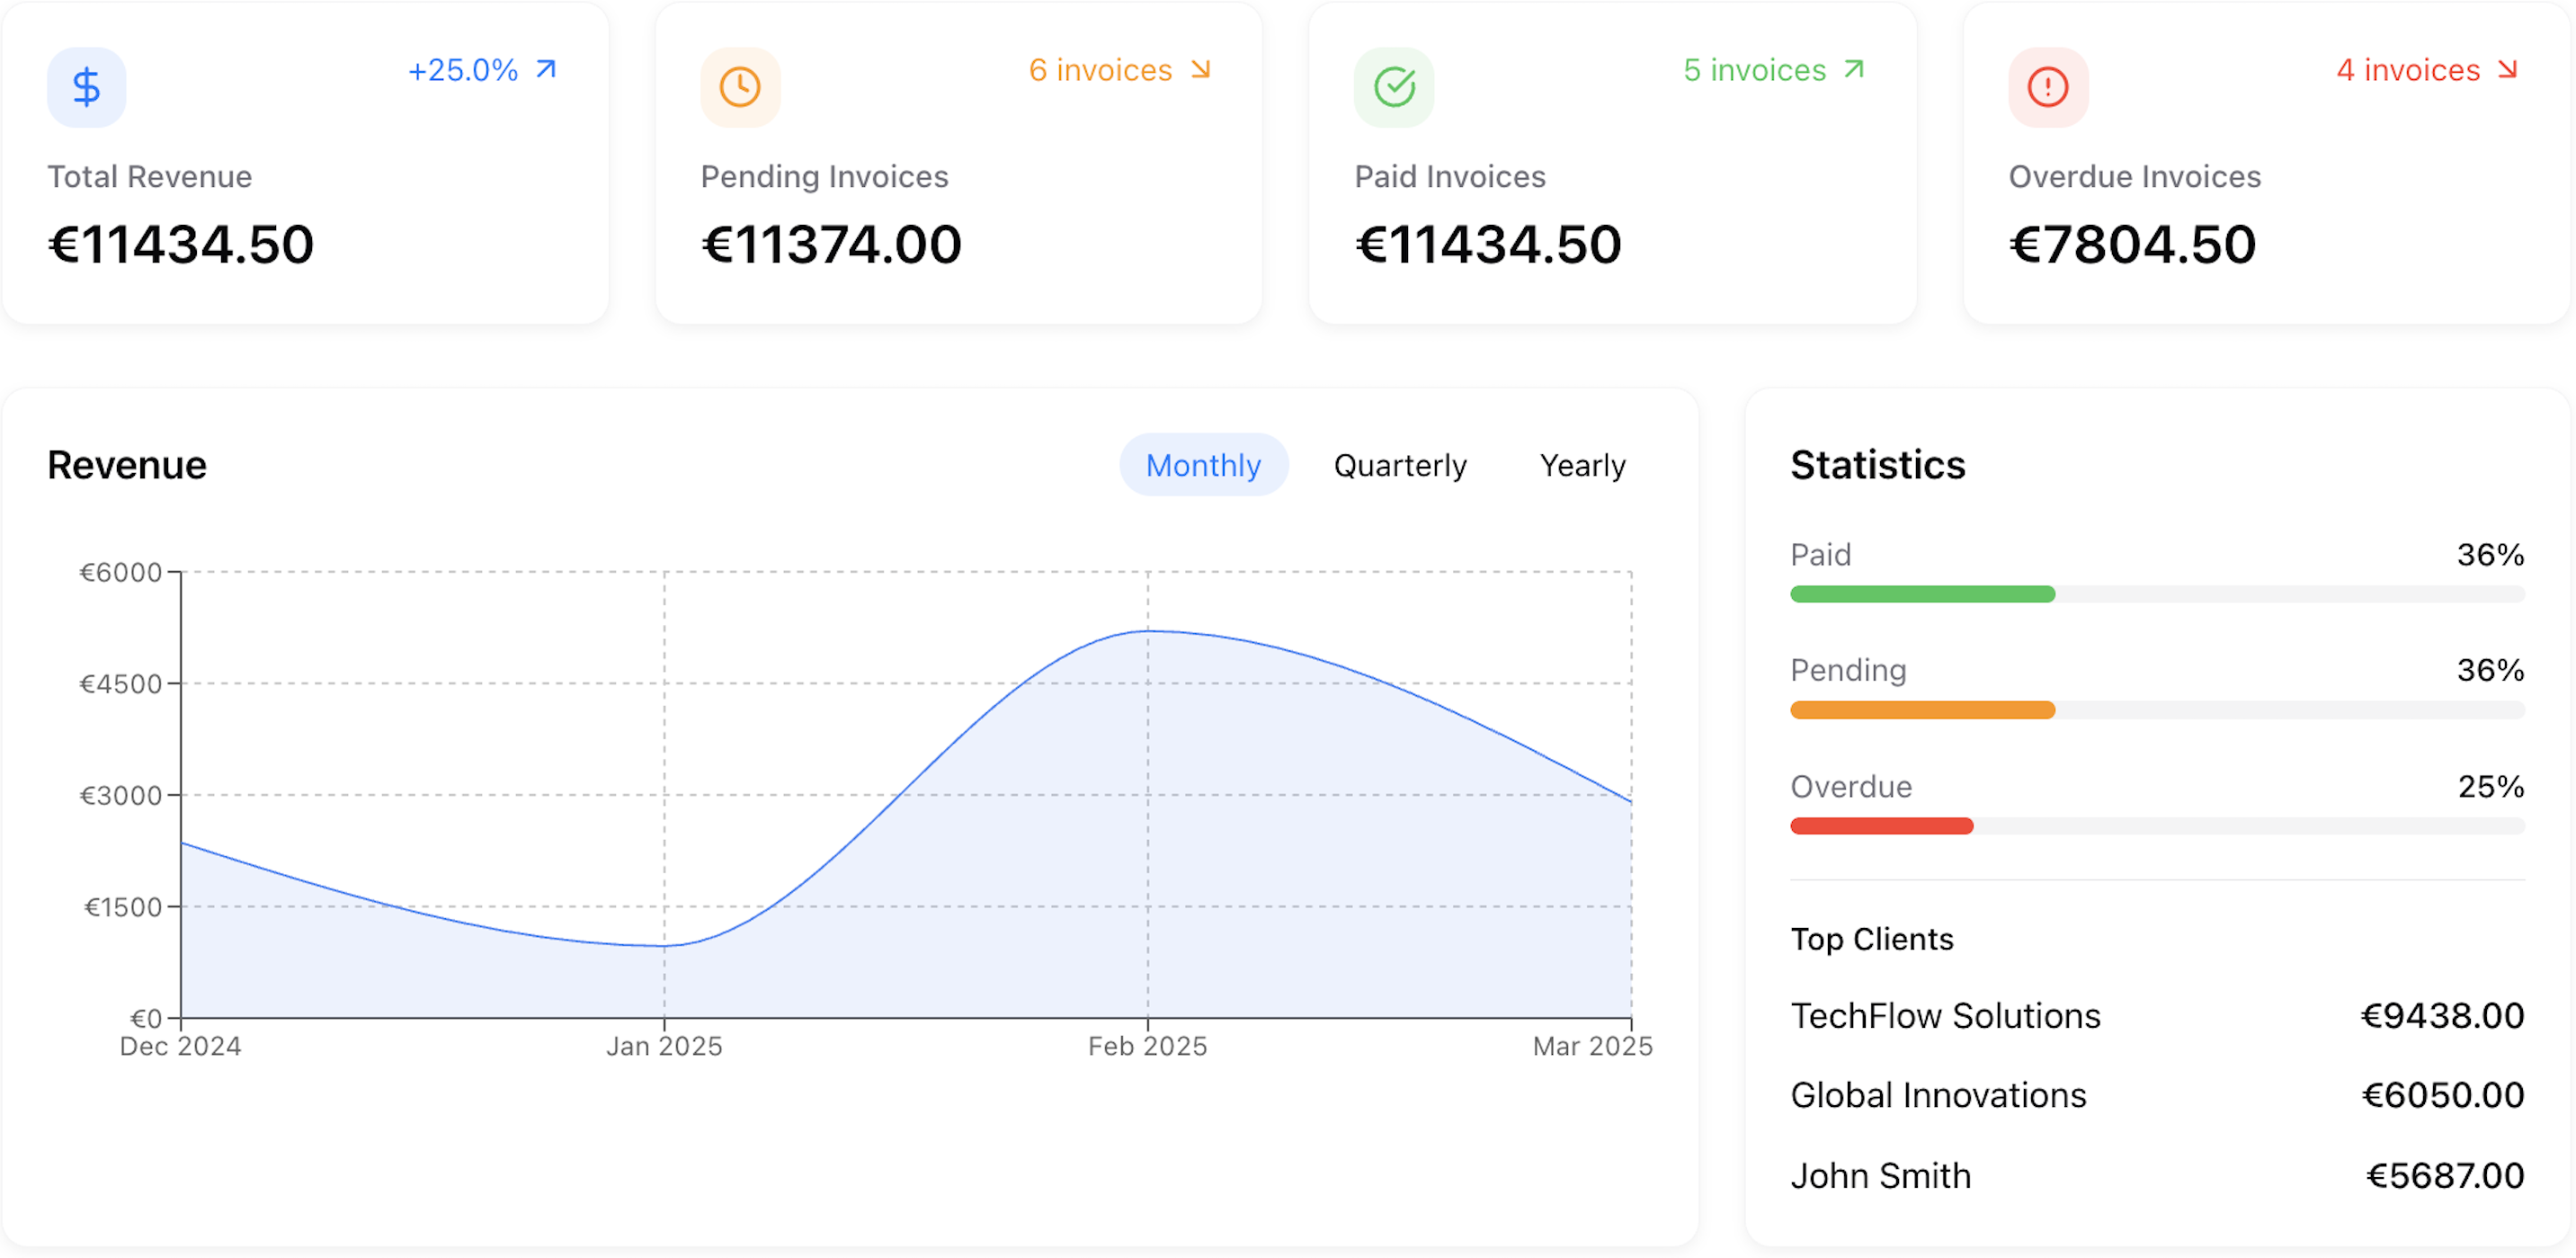 +25.0%
Total Revenue
€11434.50
6 invoices
Pending Invoices
€11374.00
5 invoices
Paid Invoices
€11434.50
4 invoices
Overdue Invoices
€7804.50
Revenue
Monthly Quarterly Yearly
€6000
€4500
€3000
€1500
€0
Dec 2024 Jan 2025 Feb 2025 Mar 2025
Statistics
Paid 36%
Pending 36%
Overdue 25%
Top Clients
TechFlow Solutions €9438.00
Global Innovations €6050.00
John Smith €5687.00